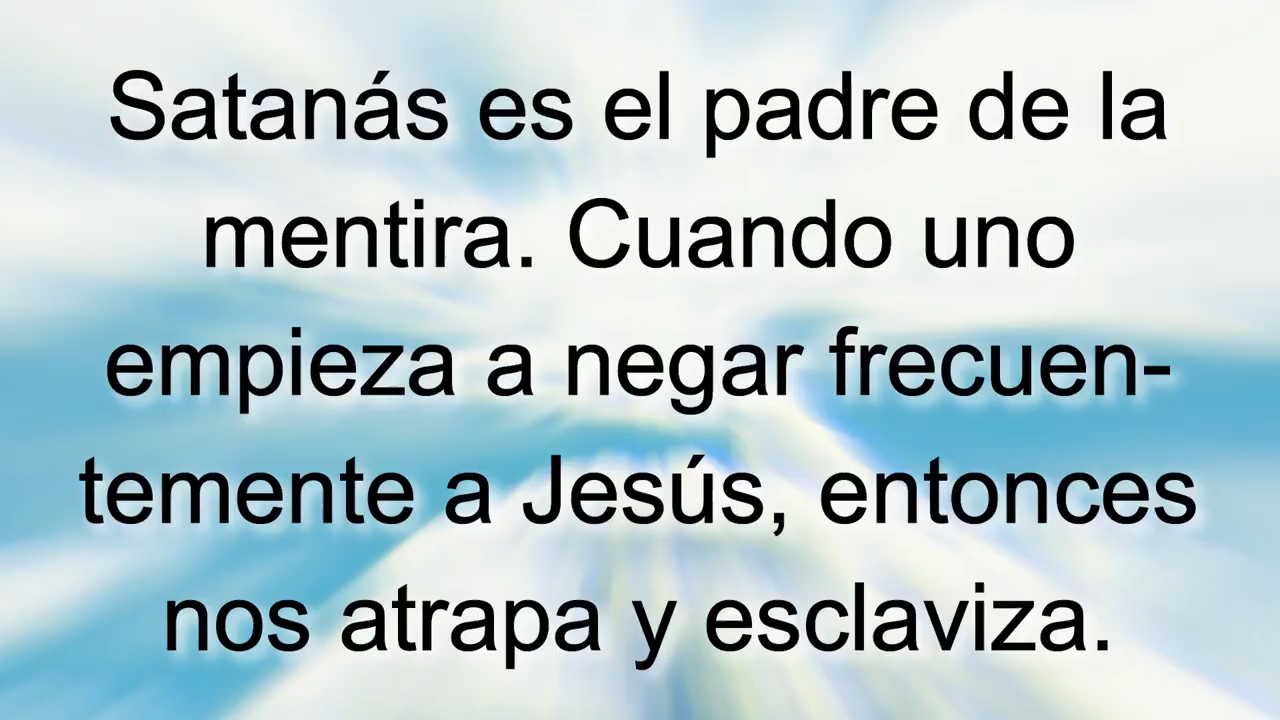 Satanás es el padre de la
mentira. Cuando uno
empieza a negar frecuen-
temente a Jesús, entonces
nos atrapa y esclaviza.